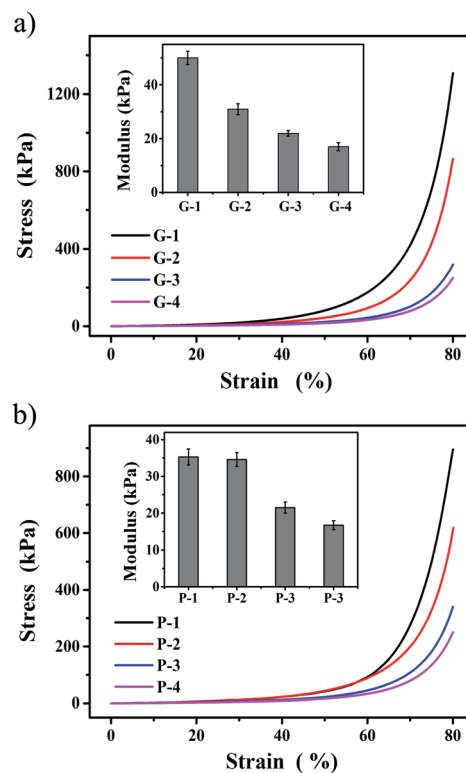 a)
Stress (kPa)
1200
800
400
0
Modulus (kPa)
40
20
0
G-1 G-2 G-3 G-4
G-1
G-2
G-3
G-4
0 20 40 60 80
Strain (%)
b)
Stress (kPa)
800
600
400
200
0
Modulus (kPa)
40
30
20
10
0
P-1 P-2 P-3 P-3
P-1
P-2
P-3
P-4
0 20 40 60 80
Strain ( %)